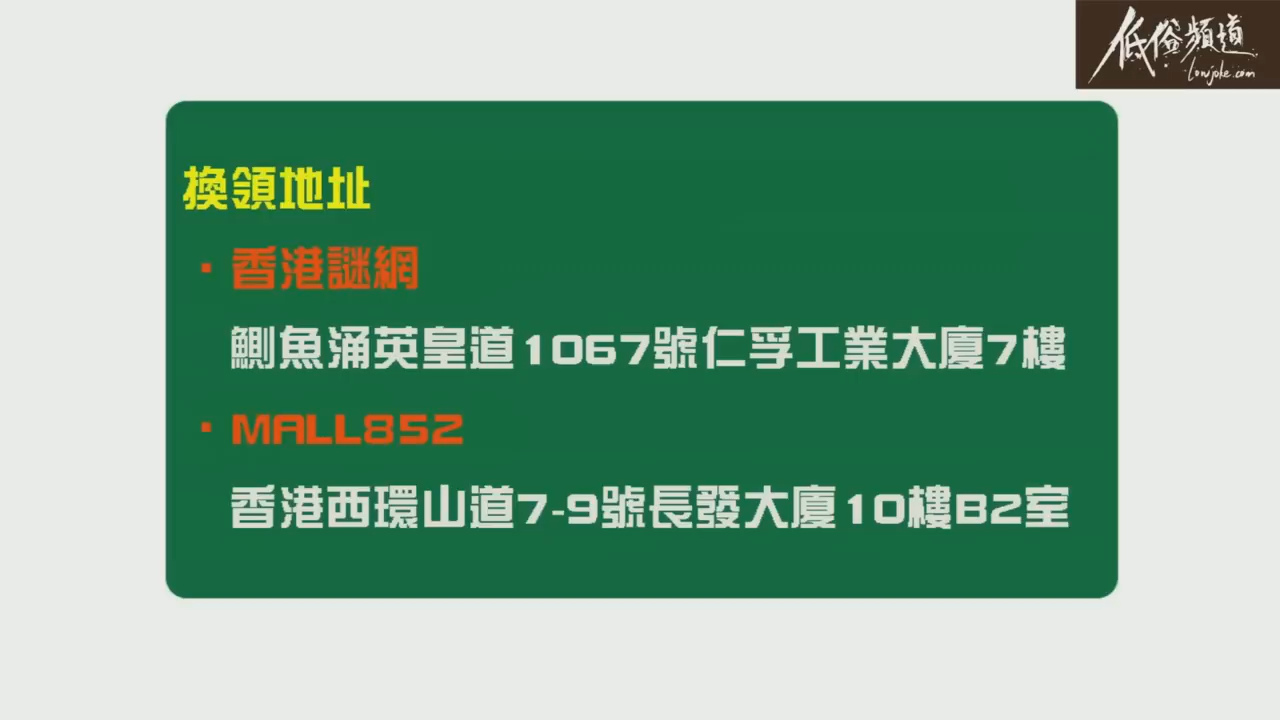 低俗頻道
lowjoke.com
換領地址
·香港謎網
鰂魚涌英皇道1067號仁孚工業大廈7樓
·MALL852
香港西環山道7-9號長發大廈10樓B2室